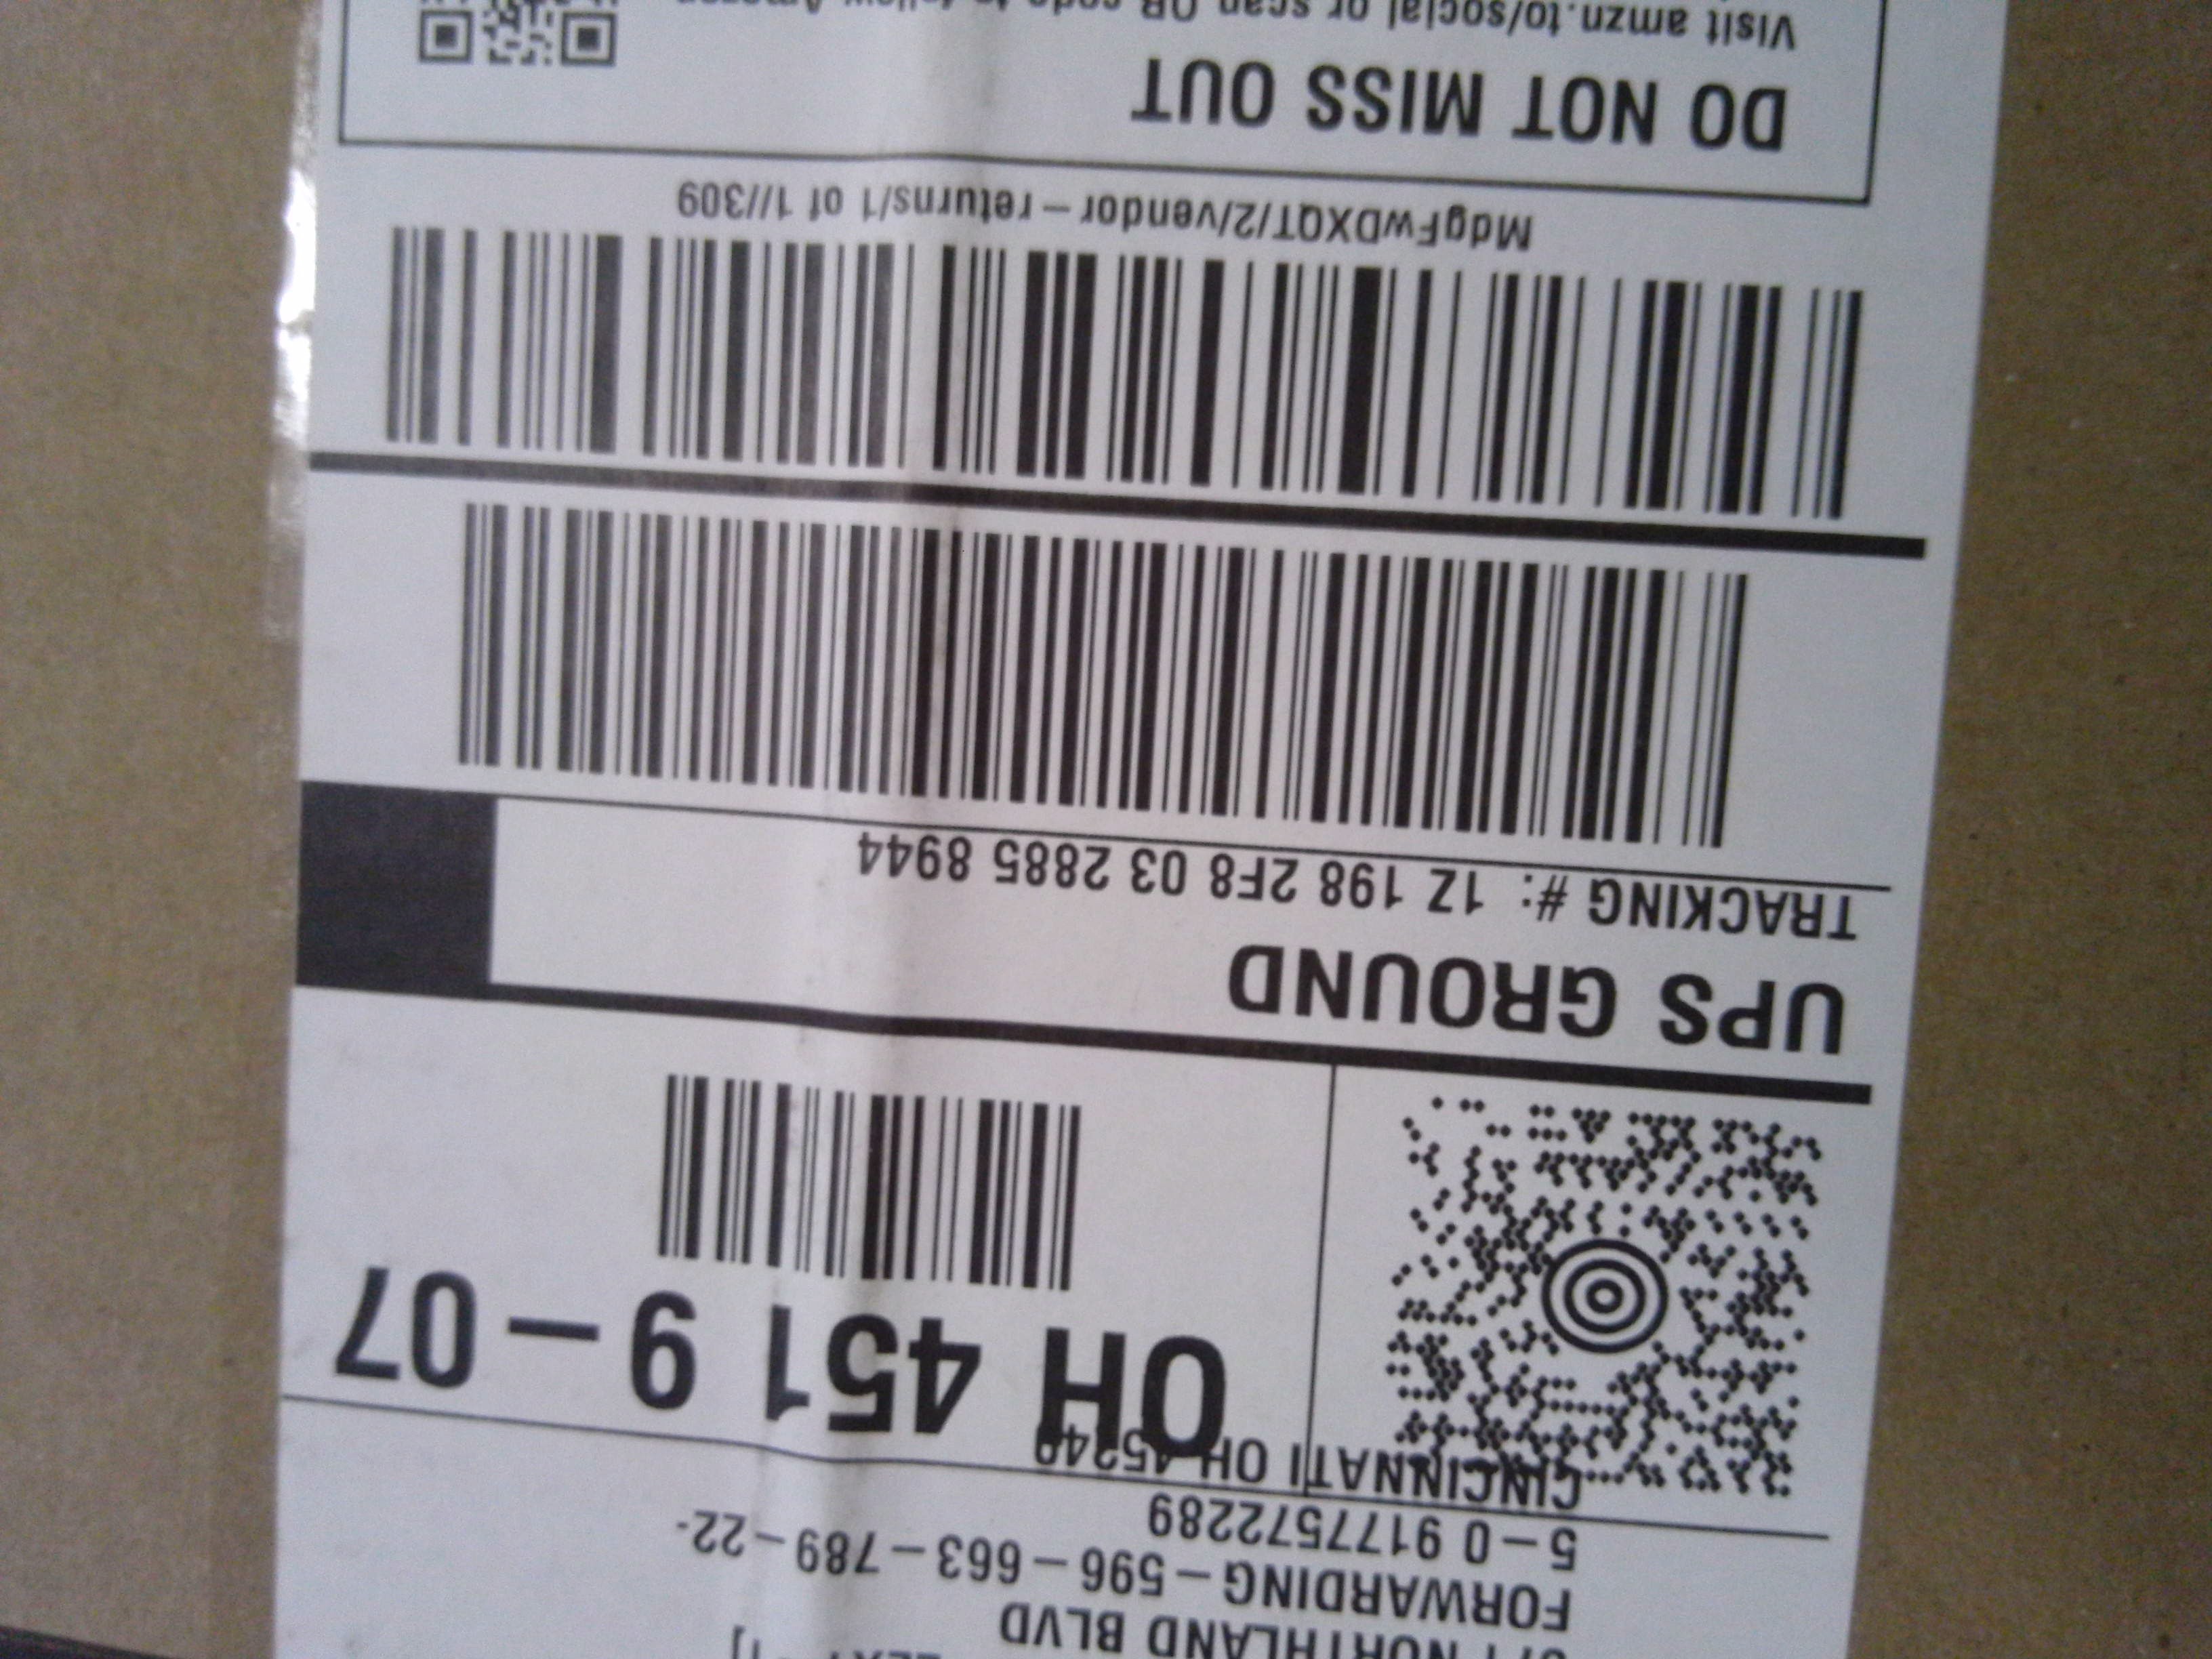 NORTHLAND BLVD
FORWARDING – 596 – 663 – 789 – 22-
5 – 0 9177572289
CINCINNATI OH 45240
OH 451 9 – 07
UPS GROUND
TRACKING #: 1Z 198 2F8 03 2885 8944
MdgFwDXQT/2/vendor – returns/1 of 1//309
DO NOT MISS OUT
Visit amzn.to/social or scan QR code to follow Amazon